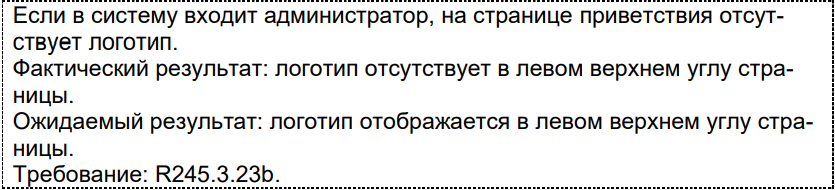 Если в систему входит администратор, на странице приветствия отсут-
ствует логотип.
Фактический результат: логотип отсутствует в левом верхнем углу стра-
ницы.
Ожидаемый результат: логотип отображается в левом верхнем углу стра-
ницы.
Требование: R245.3.23b.